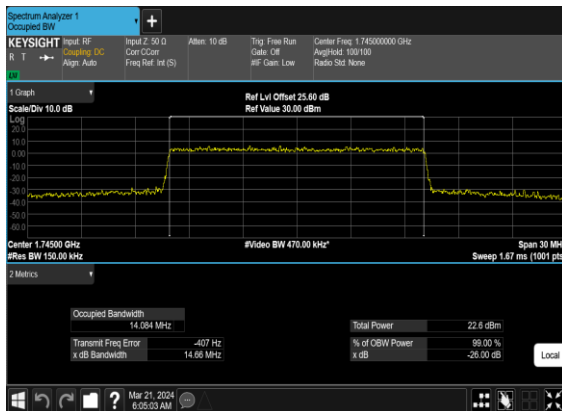 Spectrum Analyzer 1
Occupied BW
+
KEYSIGHT Input: RF Input Z: 50 Ω Atten: 10 dB Trig: Free Run Center Freq: 1.745000000 GHz
R T Coupling: DC Corr CCorr Gate: Off Avg|Hold: 100/100
Align: Auto Freq Ref: Int (S) #IF Gain: Low Radio Std: None
1 Graph
Ref Lvl Offset 25.60 dB
Scale/Div 10.0 dB Ref Value 30.00 dBm
Log
20.0
10.0
0.00
-10.0
-20.0
-30.0
-40.0
-50.0
-60.0
Center 1.74500 GHz #Video BW 470.00 kHz* Span 30 MH
#Res BW 150.00 kHz Sweep 1.67 ms (1001 pts
2 Metrics
Occupied Bandwidth
14.084 MHz Total Power 22.6 dBm
Transmit Freq Error -407 Hz % of OBW Power 99.00 %
x dB Bandwidth 14.66 MHz x dB -26.00 dB
Local
? Mar 21, 2024
6:05:03 AM